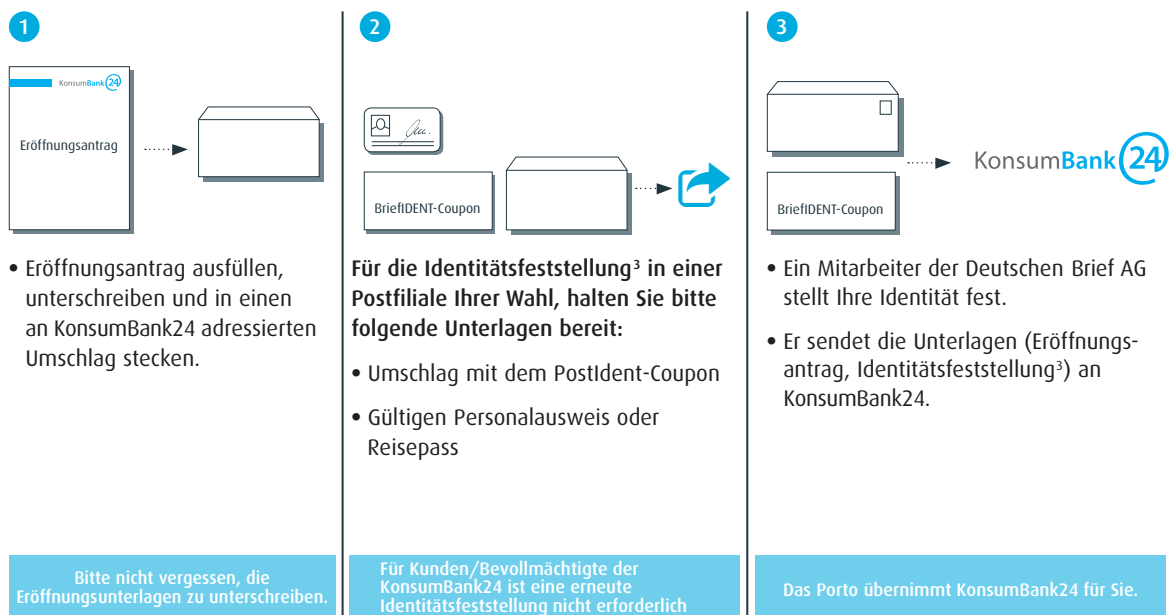 1
KonsumBank24
Eröffnungsantrag
• Eröffnungsantrag ausfüllen,
unterschreiben und in einen
an KonsumBank24 adressierten
Umschlag stecken.
Bitte nicht vergessen, die
Eröffnungsunterlagen zu unterschreiben.
2
BriefIDENT-Coupon
Für die Identitätsfeststellung³ in einer
Postfiliale Ihrer Wahl, halten Sie bitte
folgende Unterlagen bereit:
• Umschlag mit dem PostIdent-Coupon
• Gültigen Personalausweis oder
Reisepass
Für Kunden/Bevollmächtigte der
KonsumBank24 ist eine erneute
Identitätsfeststellung nicht erforderlich
3
BriefIDENT-Coupon
KonsumBank24
• Ein Mitarbeiter der Deutschen Brief AG
stellt Ihre Identität fest.
• Er sendet die Unterlagen (Eröffnungs-
antrag, Identitätsfeststellung³) an
KonsumBank24.
Das Porto übernimmt KonsumBank24 für Sie.